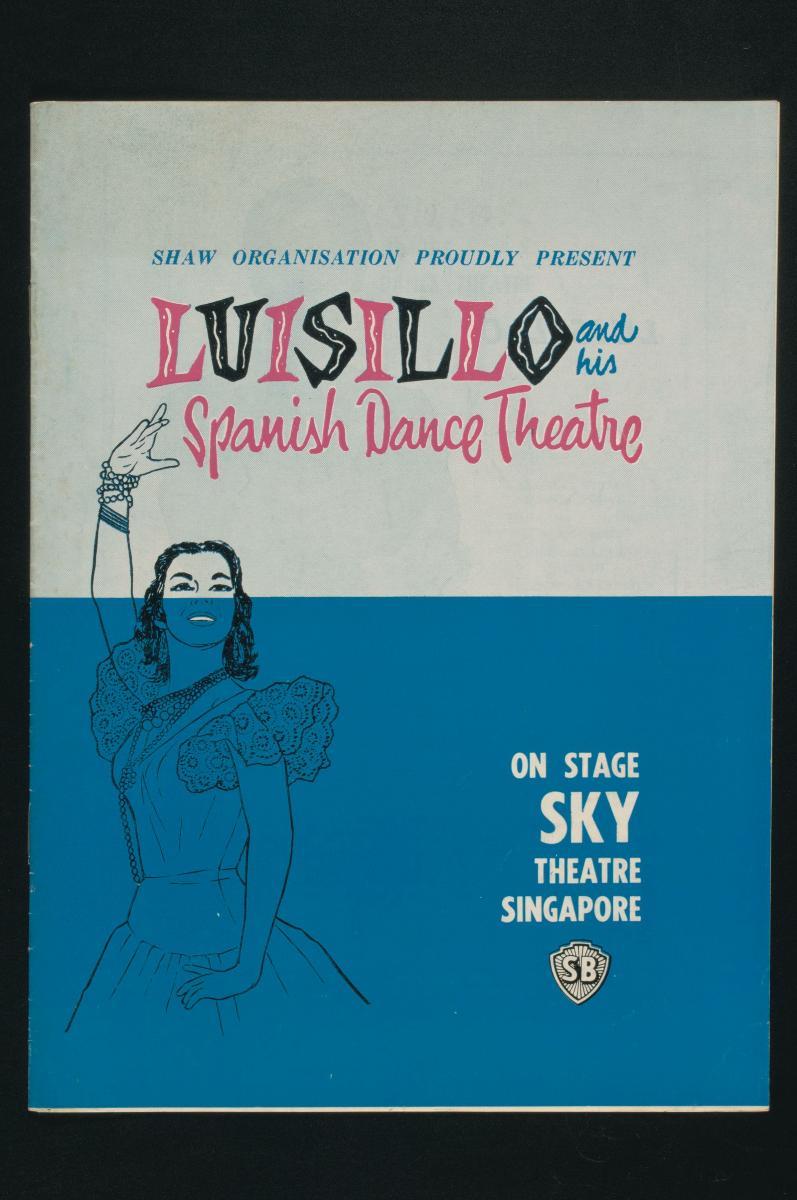 SHAW ORGANISATION PROUDLY PRESENT
LUISILLO and his
Spanish Dance Theatre
ON STAGE
SKY
THEATRE
SINGAPORE
SB